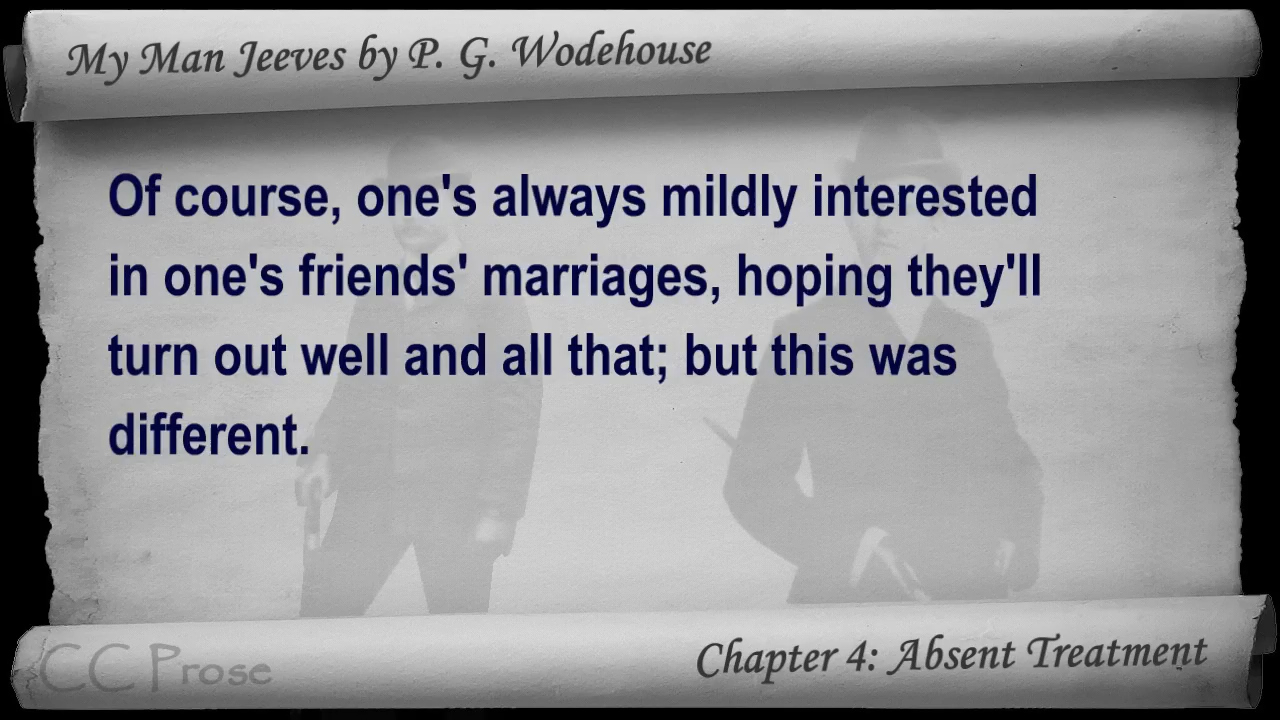 My Man Jeeves by P. G. Wodehouse
Of course, one's always mildly interested
in one's friends' marriages, hoping they'll
turn out well and all that; but this was
different.
CC Prose
Chapter 4: Absent Treatment